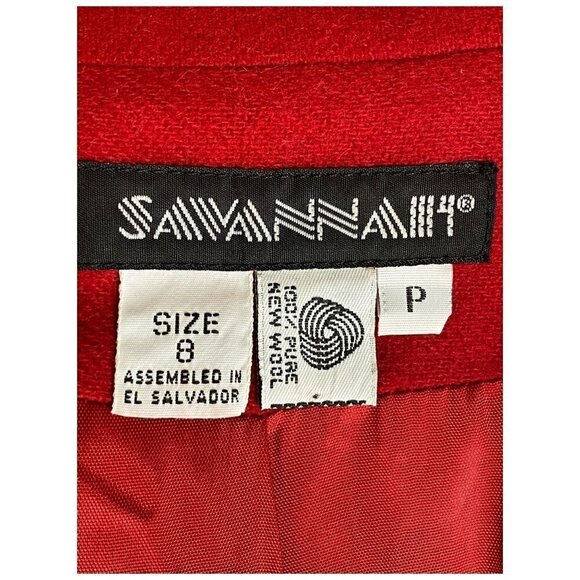 SAVANNAH®
SIZE
8
ASSEMBLED IN
EL SALVADOR
100% PURE
NEW WOOL
P